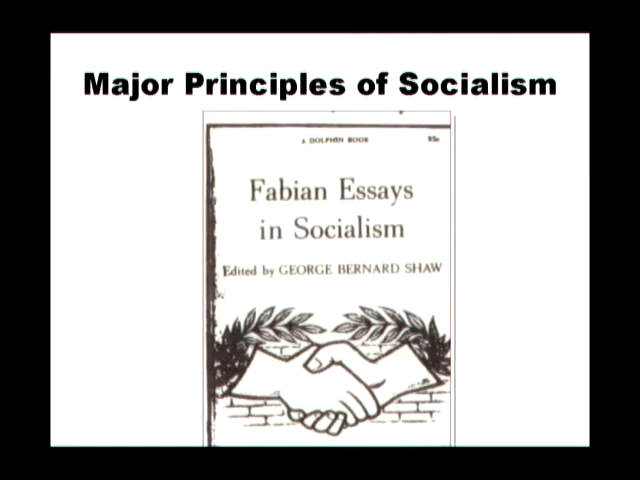 Major Principles of Socialism
A DOLPHIN BOOK 95c
Fabian Essays
in Socialism
Edited by GEORGE BERNARD SHAW